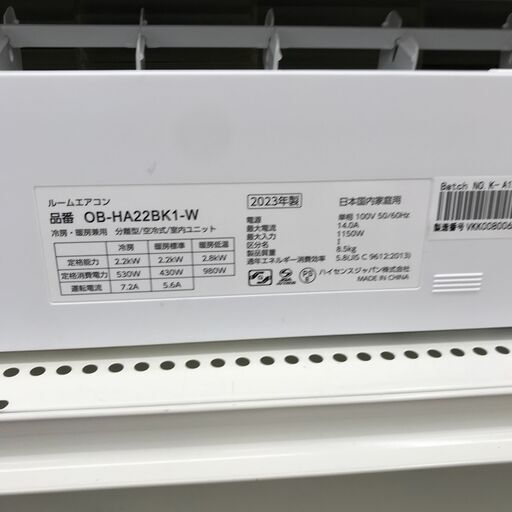 ルームエアコン
品番 OB-HA22BK1-W
冷房・暖房兼用 分離型/空冷式/室内ユニット
冷房 暖房標準 暖房低温
定格能力 2.2kW 2.2kW 2.8kW
定格消費電力 530W 430W 980W
運転電流 7.2A 5.6A
2023年製 日本国内家庭用
電源 単相 100V 50/60Hz
最大電流 14.0A
最大入力 1150W
区分 I
製品質量 8.5kg
通年エネルギー消費効率 5.8(JIS C 9612:2013)
ハイセンスジャパン株式会社
MADE IN CHINA
Batch NO.K-A1
製造番号 VKK008006